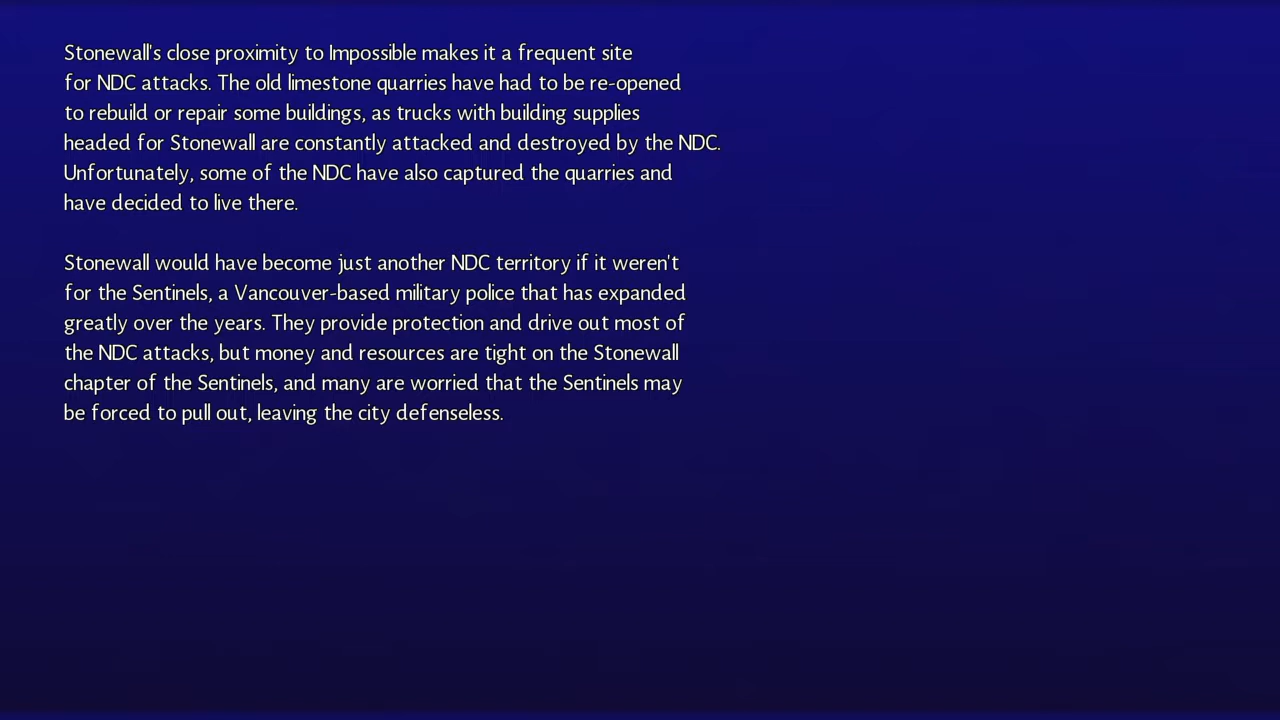 Stonewall's close proximity to Impossible makes it a frequent site
for NDC attacks. The old limestone quarries have had to be re-opened
to rebuild or repair some buildings, as trucks with building supplies
headed for Stonewall are constantly attacked and destroyed by the NDC.
Unfortunately, some of the NDC have also captured the quarries and
have decided to live there.
Stonewall would have become just another NDC territory if it weren't
for the Sentinels, a Vancouver-based military police that has expanded
greatly over the years. They provide protection and drive out most of
the NDC attacks, but money and resources are tight on the Stonewall
chapter of the Sentinels, and many are worried that the Sentinels may
be forced to pull out, leaving the city defenseless.